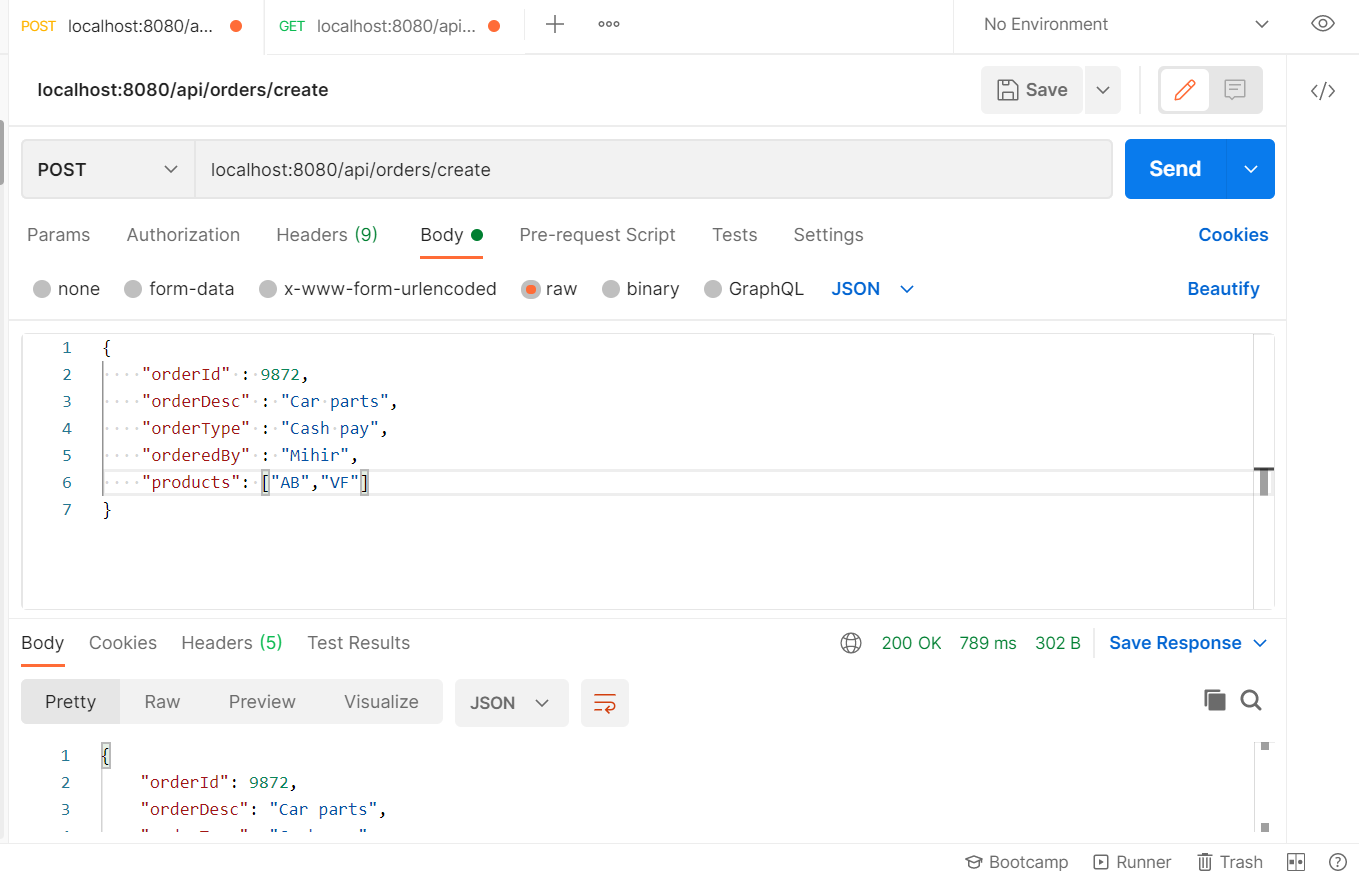 POST localhost:8080/a... GET localhost:8080/api... No Environment
localhost:8080/api/orders/create Save
POST localhost:8080/api/orders/create Send
Params Authorization Headers (9) Body Pre-request Script Tests Settings Cookies
none form-data x-www-form-urlencoded raw binary GraphQL JSON Beautify
1 {
2 "orderId" : 9872,
3 "orderDesc" : "Car parts",
4 "orderType" : "Cash pay",
5 "orderedBy" : "Mihir",
6 "products": ["AB","VF"]
7 }
Body Cookies Headers (5) Test Results 200 OK 789 ms 302 B Save Response
Pretty Raw Preview Visualize JSON
1 {
2 "orderId": 9872,
3 "orderDesc": "Car parts",
Bootcamp Runner Trash